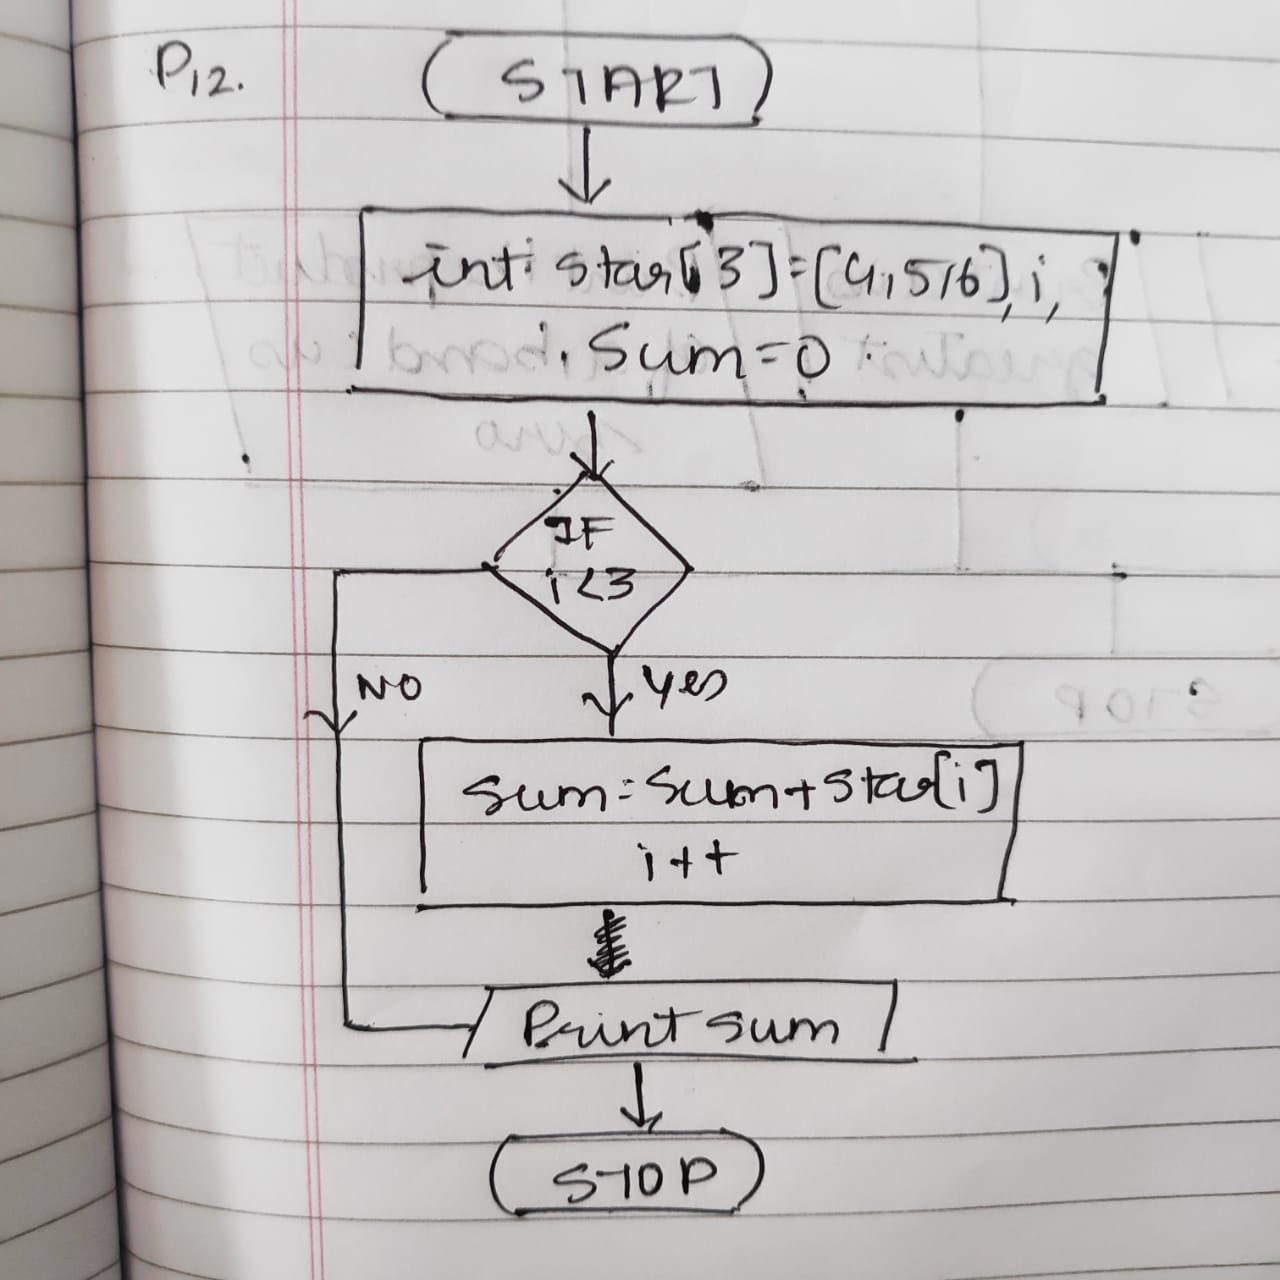 P12.
START
int star[3]=[4,5,6],i,
sum=0
IF
i<3
NO
Yes
sum=sum+star[i]
i++
Print sum
STOP
STOP